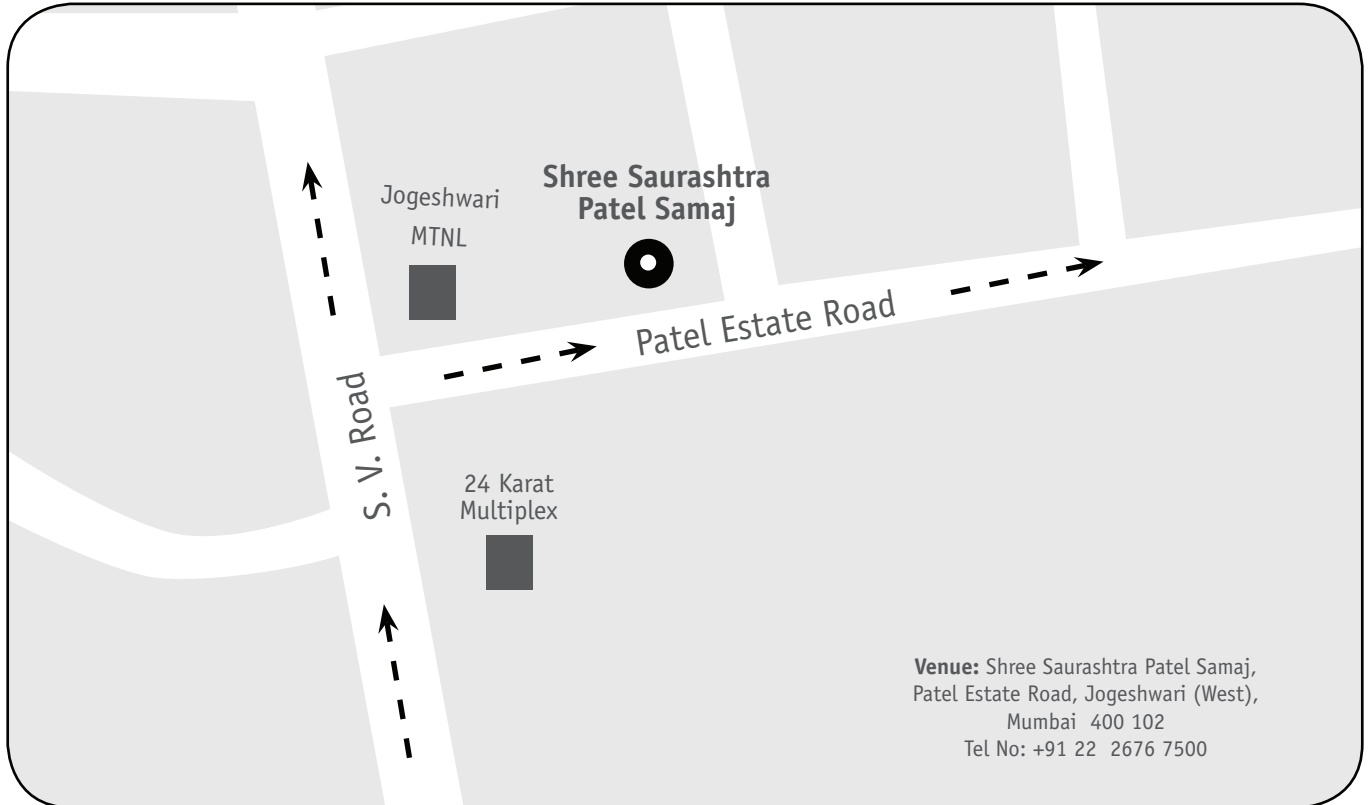 Shree Saurashtra
Patel Samaj
Jogeshwari
MTNL
Patel Estate Road
S. V. Road
24 Karat
Multiplex
Venue: Shree Saurashtra Patel Samaj,
Patel Estate Road, Jogeshwari (West),
Mumbai 400 102
Tel No: +91 22 2676 7500